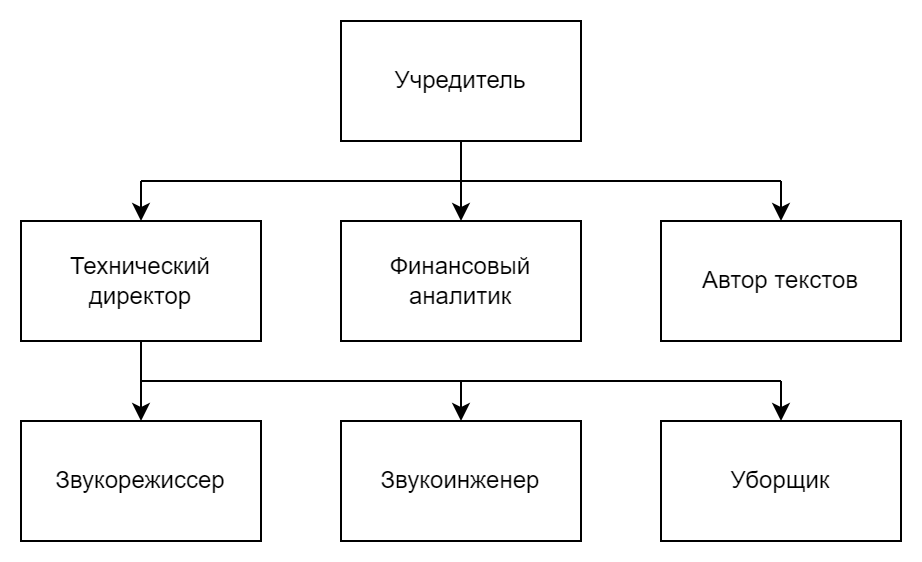 Учредитель
Технический
директор
Финансовый
аналитик
Автор текстов
Звукорежиссер
Звукоинженер
Уборщик